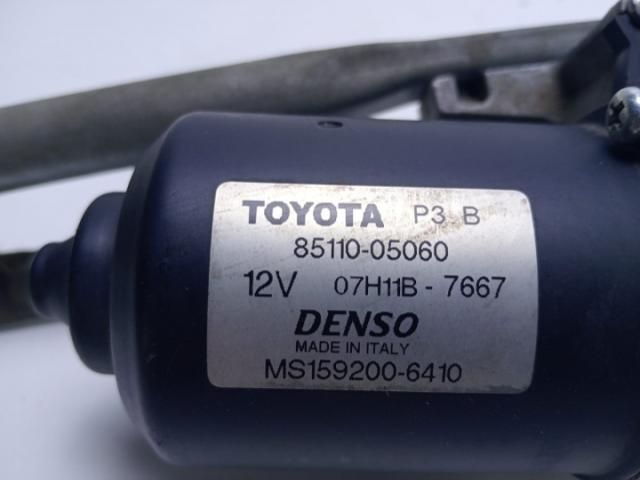 TOYOTA P3 B
85110-05060
12V 07H11B - 7667
DENSO
MADE IN ITALY
MS159200-6410